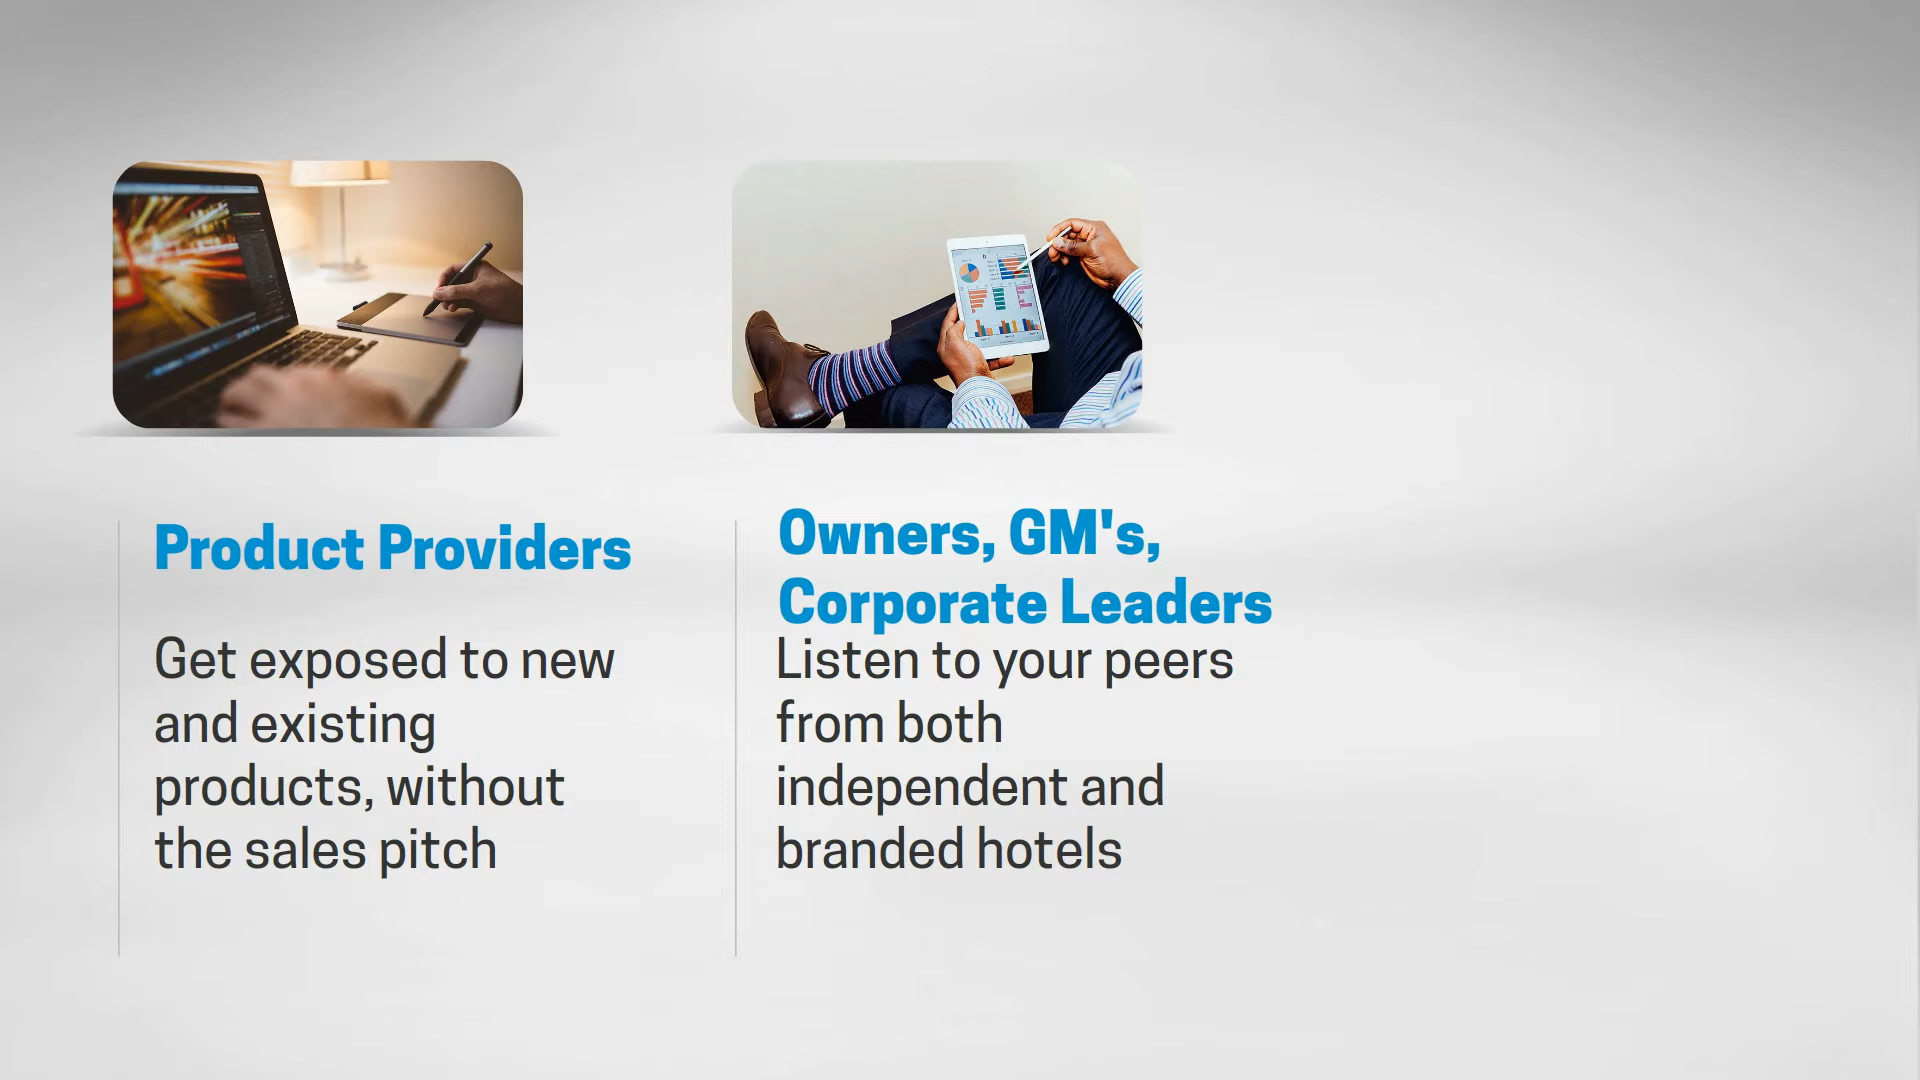 Product Providers
Get exposed to new
and existing
products, without
the sales pitch
Owners, GM's,
Corporate Leaders
Listen to your peers
from both
independent and
branded hotels